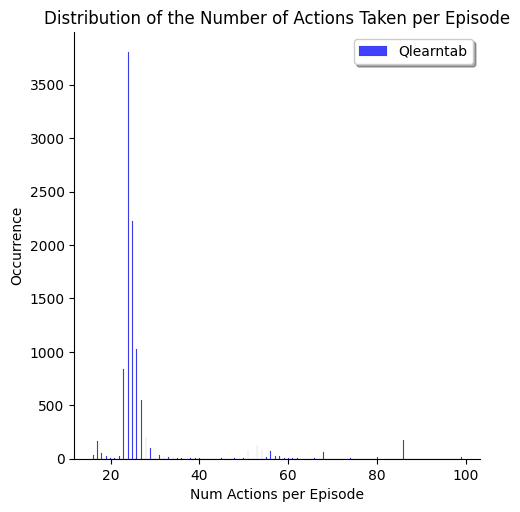 Distribution of the Number of Actions Taken per Episode
Qlearntab
3500
3000
2500
2000
1500
1000
500
0
20 40 60 80 100
Occurrence
Num Actions per Episode